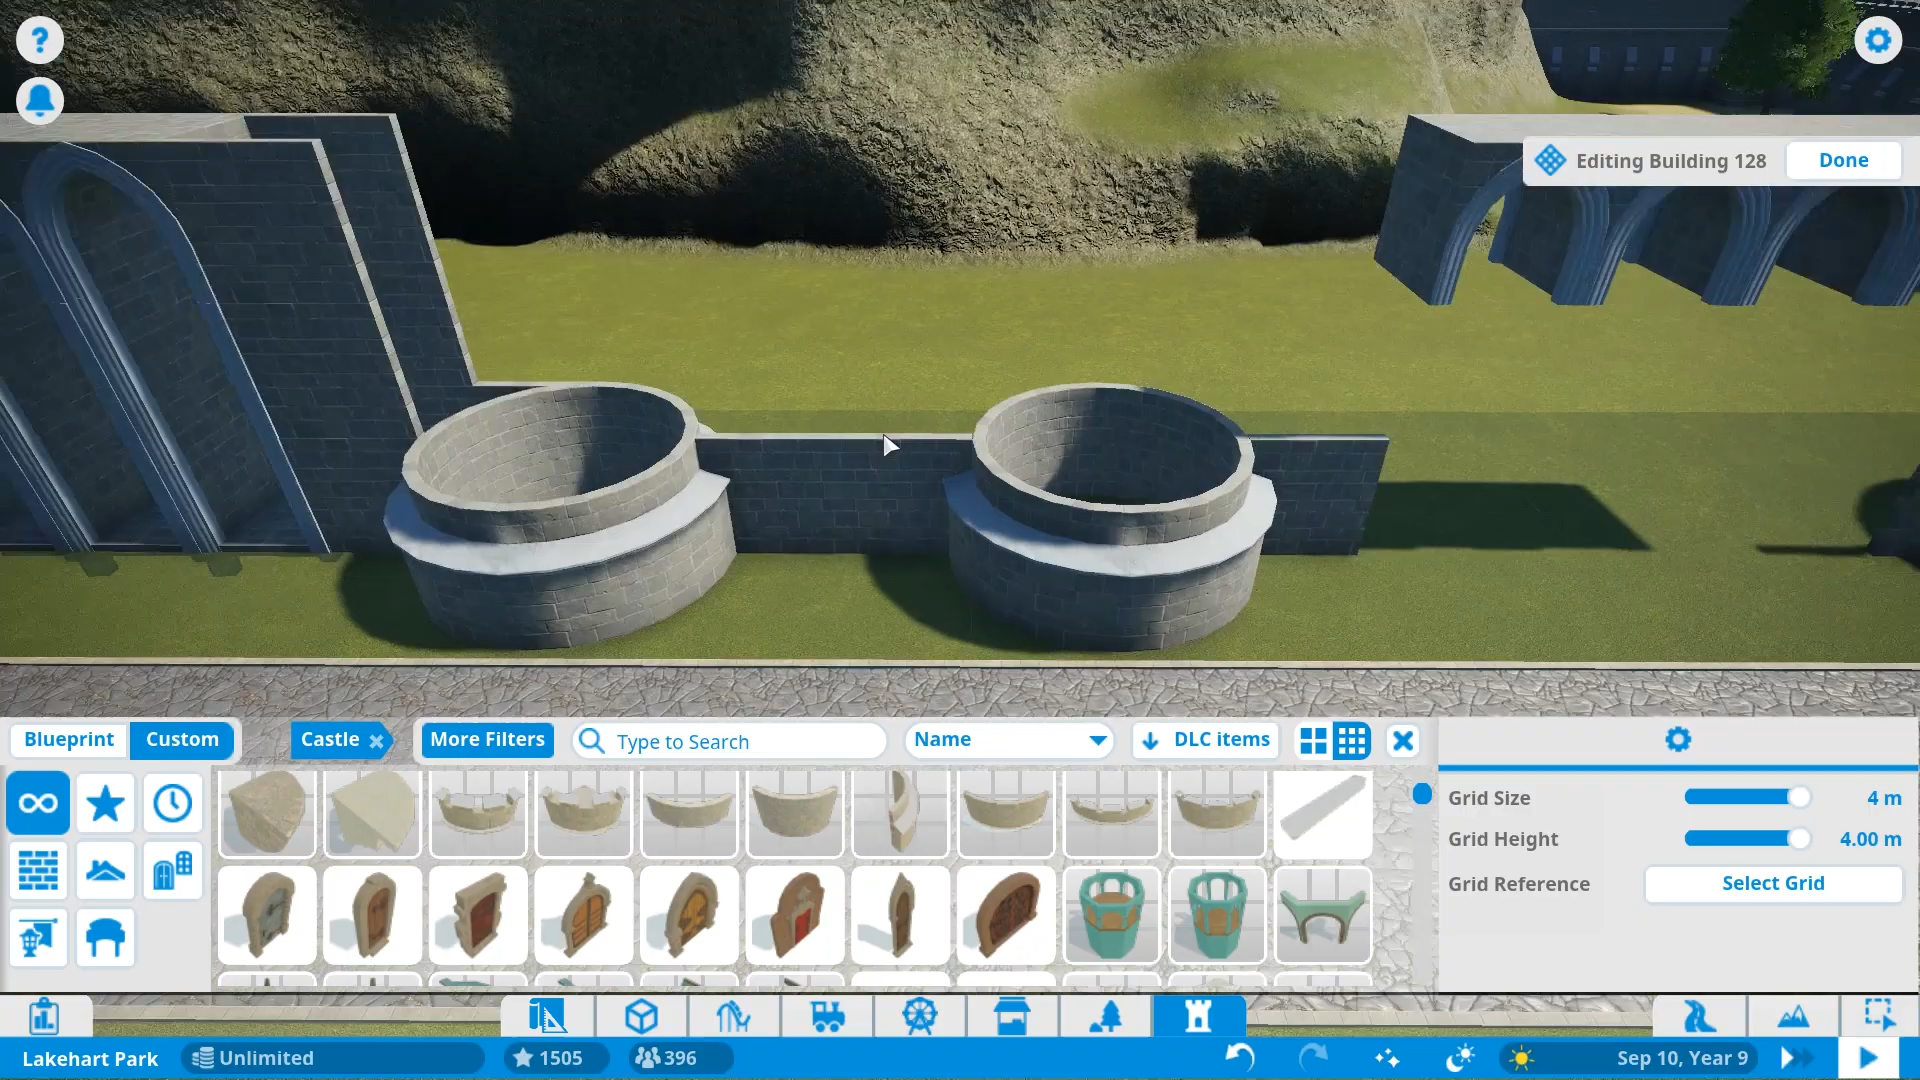 ?
Editing Building 128
Done
Blueprint
Custom
Castle
More Filters
Type to Search
Name
DLC items
Grid Size
4 m
Grid Height
4.00 m
Grid Reference
Select Grid
Lakehart Park
Unlimited
1505
396
Sep 10, Year 9